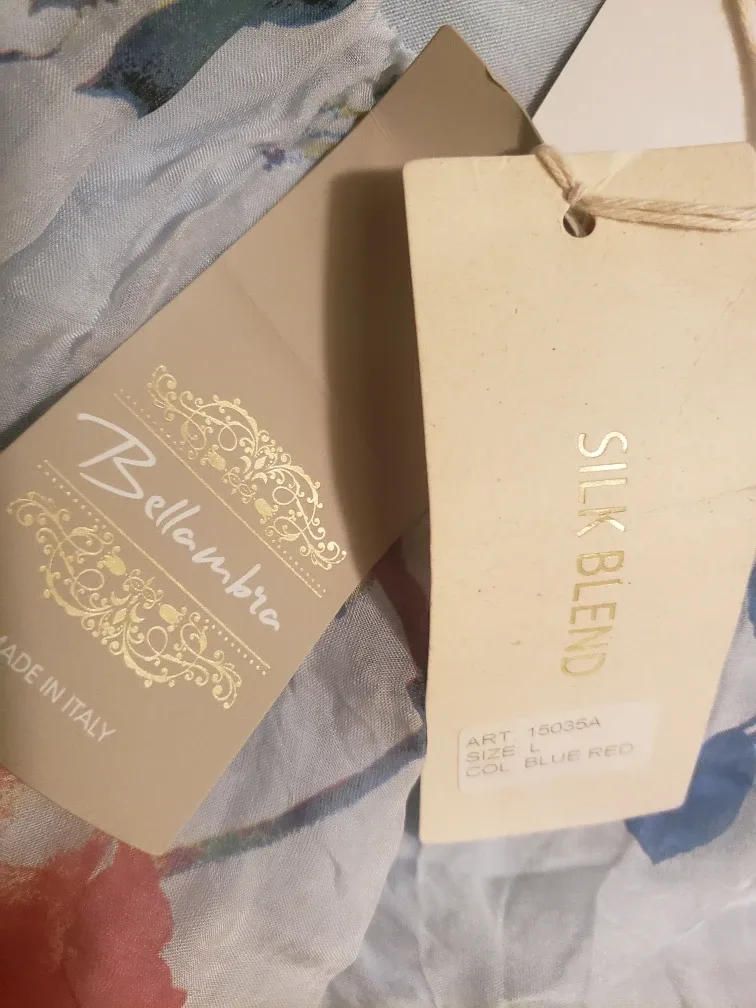 Bellambra
MADE IN ITALY
SILK BLEND
ART. 15035A
SIZE L
COL BLUE RED